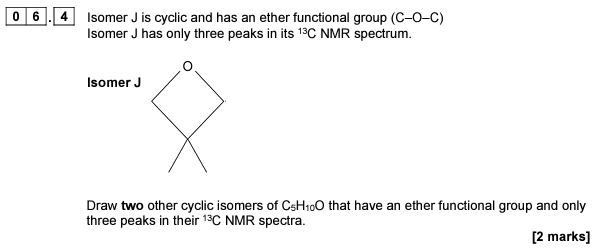 0 6 . 4 Isomer J is cyclic and has an ether functional group (C–O–C)
Isomer J has only three peaks in its ¹³C NMR spectrum.
O
Isomer J
Draw two other cyclic isomers of C₅H₁₀O that have an ether functional group and only
three peaks in their ¹³C NMR spectra.
[2 marks]